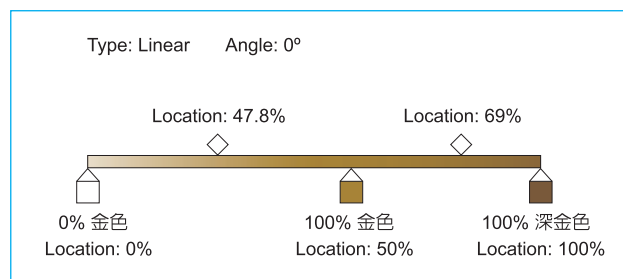 Type: Linear Angle: 0º
Location: 47.8% Location: 69%
0% 金色 100% 金色 100% 深金色
Location: 0% Location: 50% Location: 100%